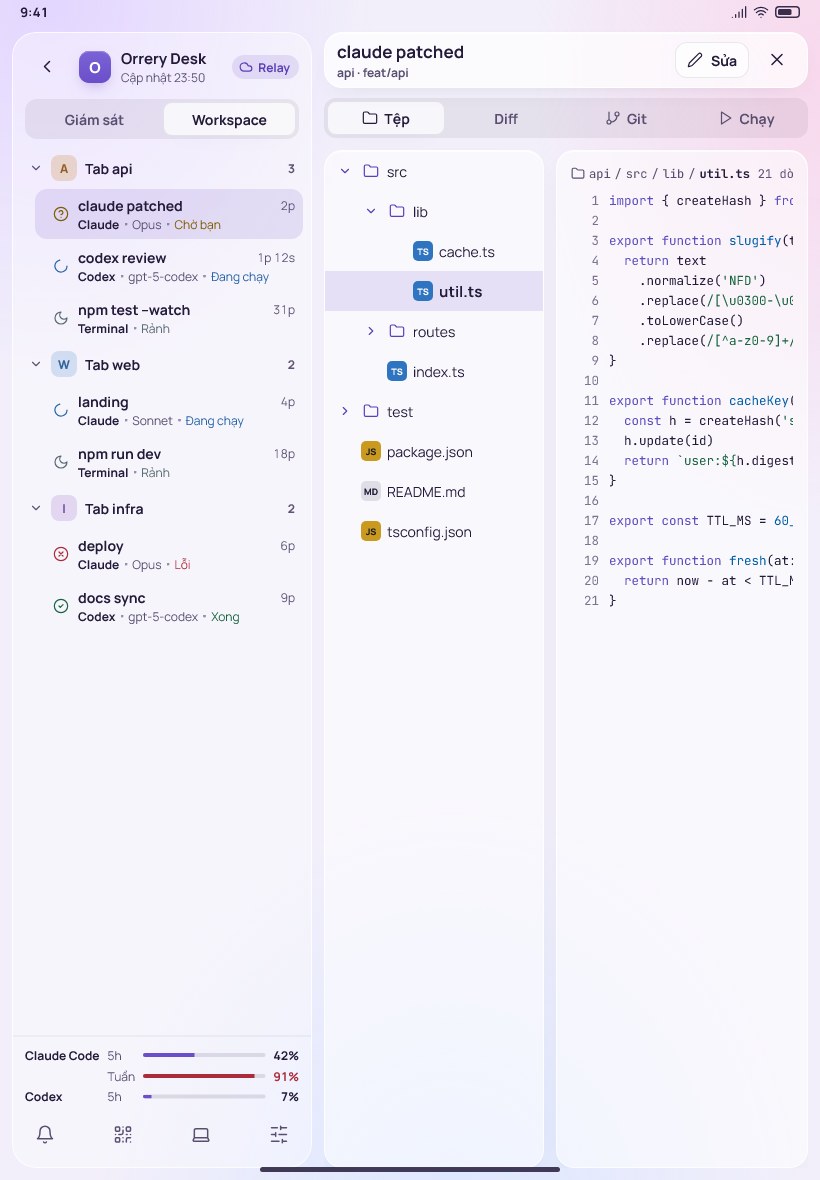 9:41
O
Orrery Desk
Cập nhật 23:50
Relay
Giám sát
Workspace
A Tab api 3
claude patched 2p
Claude • Opus • Chờ bạn
codex review 1p 12s
Codex • gpt-5-codex • Đang chạy
npm test –watch 31p
Terminal • Rảnh
W Tab web 2
landing 4p
Claude • Sonnet • Đang chạy
npm run dev 18p
Terminal • Rảnh
I Tab infra 2
deploy 6p
Claude • Opus • Lỗi
docs sync 9p
Codex • gpt-5-codex • Xong
Claude Code 5h 42%
Tuần 91%
Codex 5h 7%
claude patched
api · feat/api
Sửa
Tệp
Diff
Git
Chạy
src
lib
TS cache.ts
TS util.ts
routes
TS index.ts
test
JS package.json
MD README.md
JS tsconfig.json
api / src / lib / util.ts 21 dò
1 import { createHash } fro
2
3 export function slugify(t
4 return text
5 .normalize('NFD')
6 .replace(/[\u0300-\u0
7 .toLowerCase()
8 .replace(/[^a-z0-9]+/
9 }
10
11 export function cacheKey(
12 const h = createHash('s
13 h.update(id)
14 return `user:${h.digest
15 }
16
17 export const TTL_MS = 60_
18
19 export function fresh(at:
20 return now - at < TTL_M
21 }